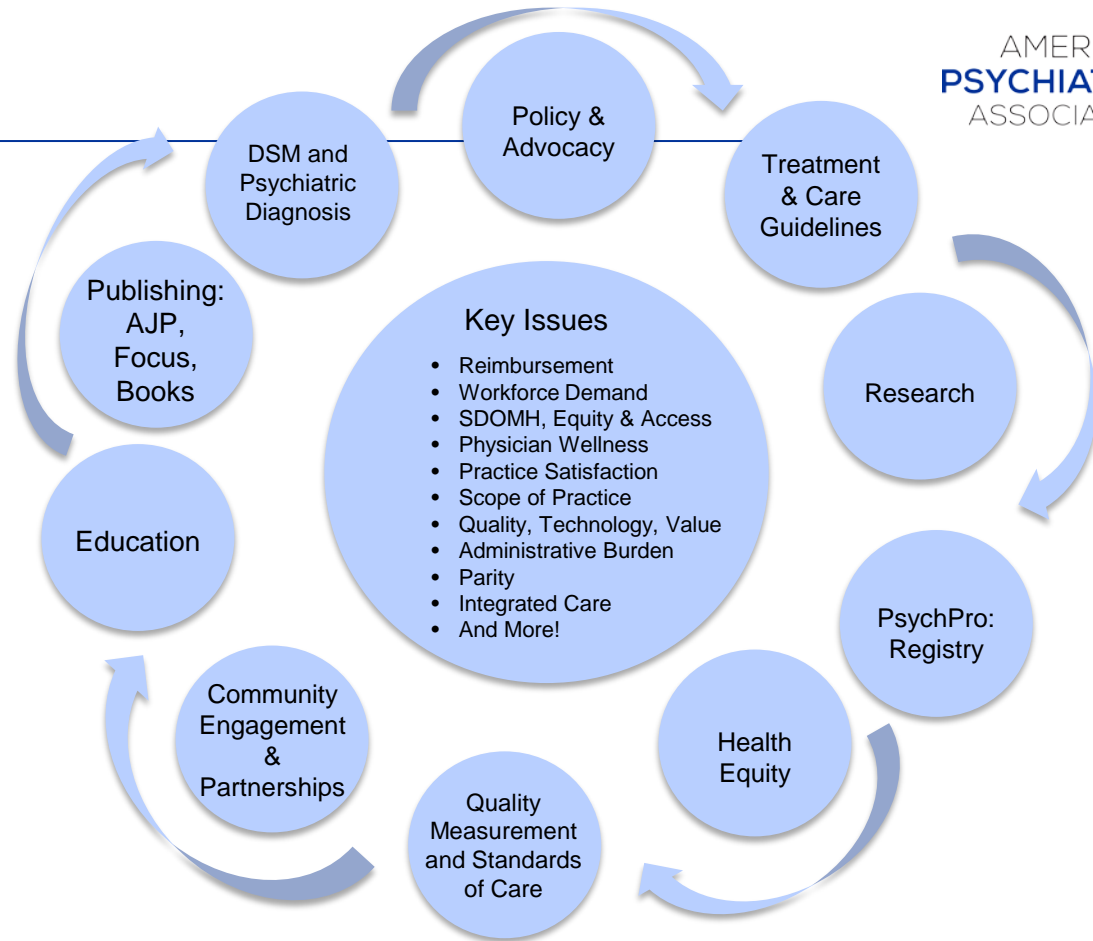 AMER
PSYCHIAT
ASSOCIA
Policy &
Advocacy
DSM and
Psychiatric
Diagnosis
Treatment
& Care
Guidelines
Publishing:
AJP,
Focus,
Books
Key Issues
• Reimbursement
• Workforce Demand
• SDOMH, Equity & Access
• Physician Wellness
• Practice Satisfaction
• Scope of Practice
• Quality, Technology, Value
• Administrative Burden
• Parity
• Integrated Care
• And More!
Research
Education
PsychPro:
Registry
Community
Engagement
&
Partnerships
Health
Equity
Quality
Measurement
and Standards
of Care